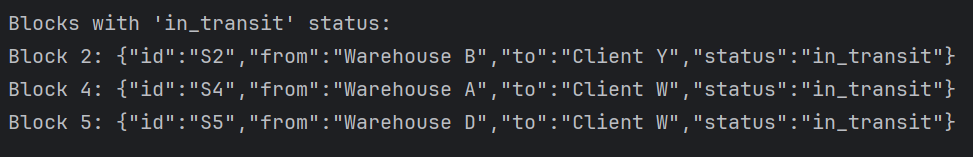 Blocks with 'in_transit' status:
Block 2: {"id":"S2","from":"Warehouse B","to":"Client Y","status":"in_transit"}
Block 4: {"id":"S4","from":"Warehouse A","to":"Client W","status":"in_transit"}
Block 5: {"id":"S5","from":"Warehouse D","to":"Client W","status":"in_transit"}